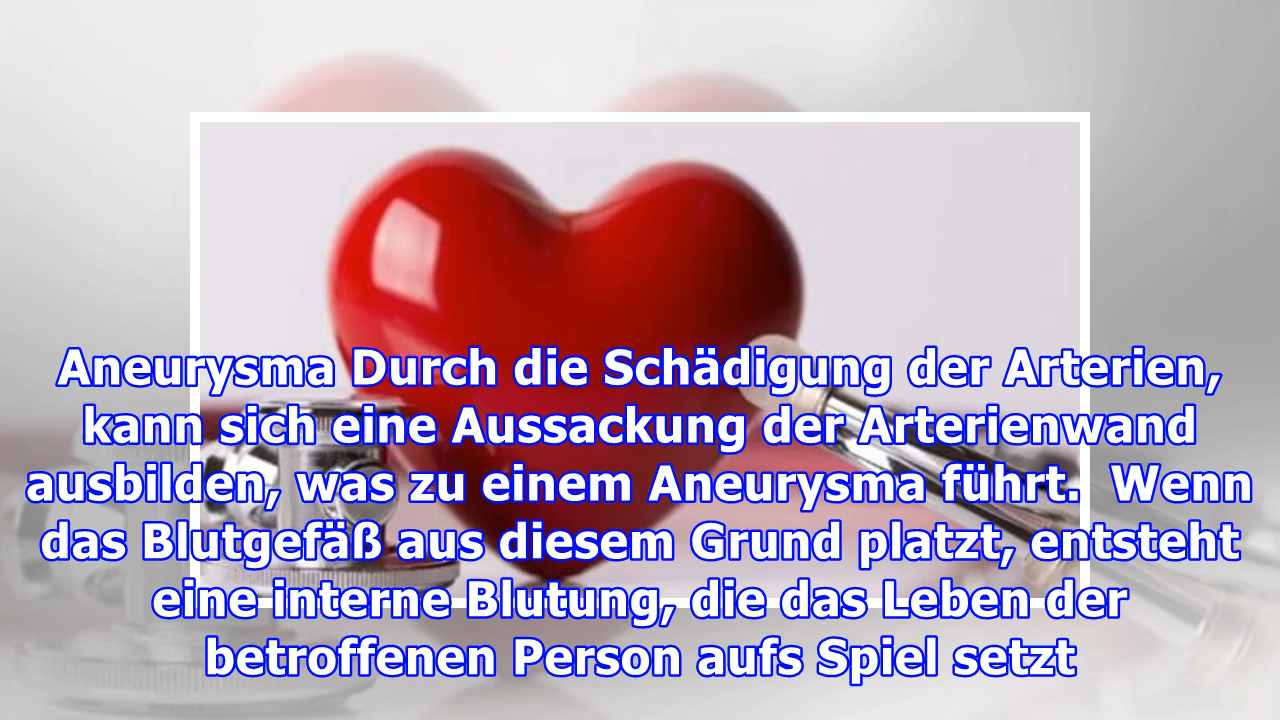 Aneurysma Durch die Schädigung der Arterien,
kann sich eine Aussackung der Arterienwand
ausbilden, was zu einem Aneurysma führt.  Wenn
das Blutgefäß aus diesem Grund platzt, entsteht
eine interne Blutung, die das Leben der
betroffenen Person aufs Spiel setzt